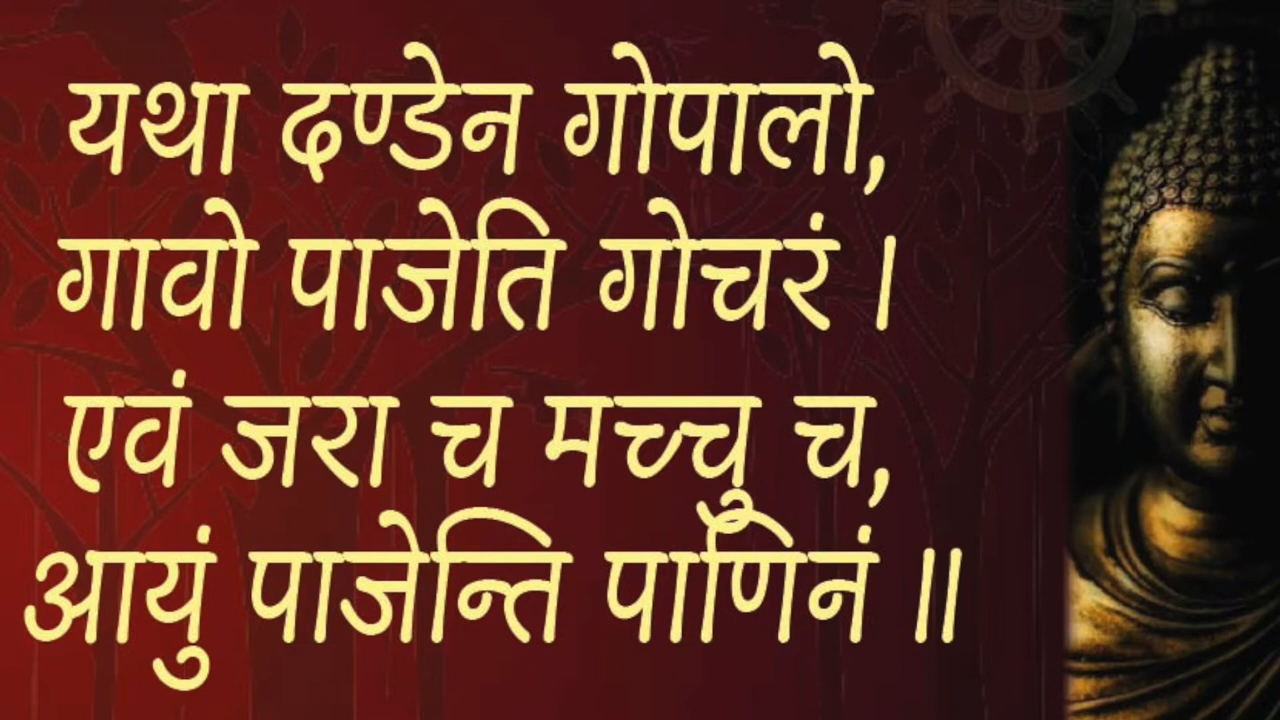 यथा दण्डेन गोपालो,
गावो पाजेति गोचरं ।
एवं जरा च मच्चु च,
आयुं पाजेन्ति पाणिनं ॥